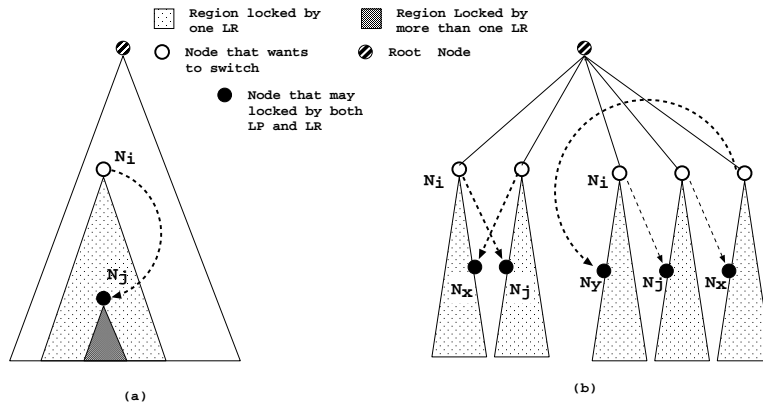 Region locked by
one LR
Region Locked by
more than one LR
Node that wants
to switch
Root Node
Node that may
locked by both
LP and LR
Ni
Nj
Ni
Ni
Nx
Nj
Ny
Nj
Nx
(a)
(b)